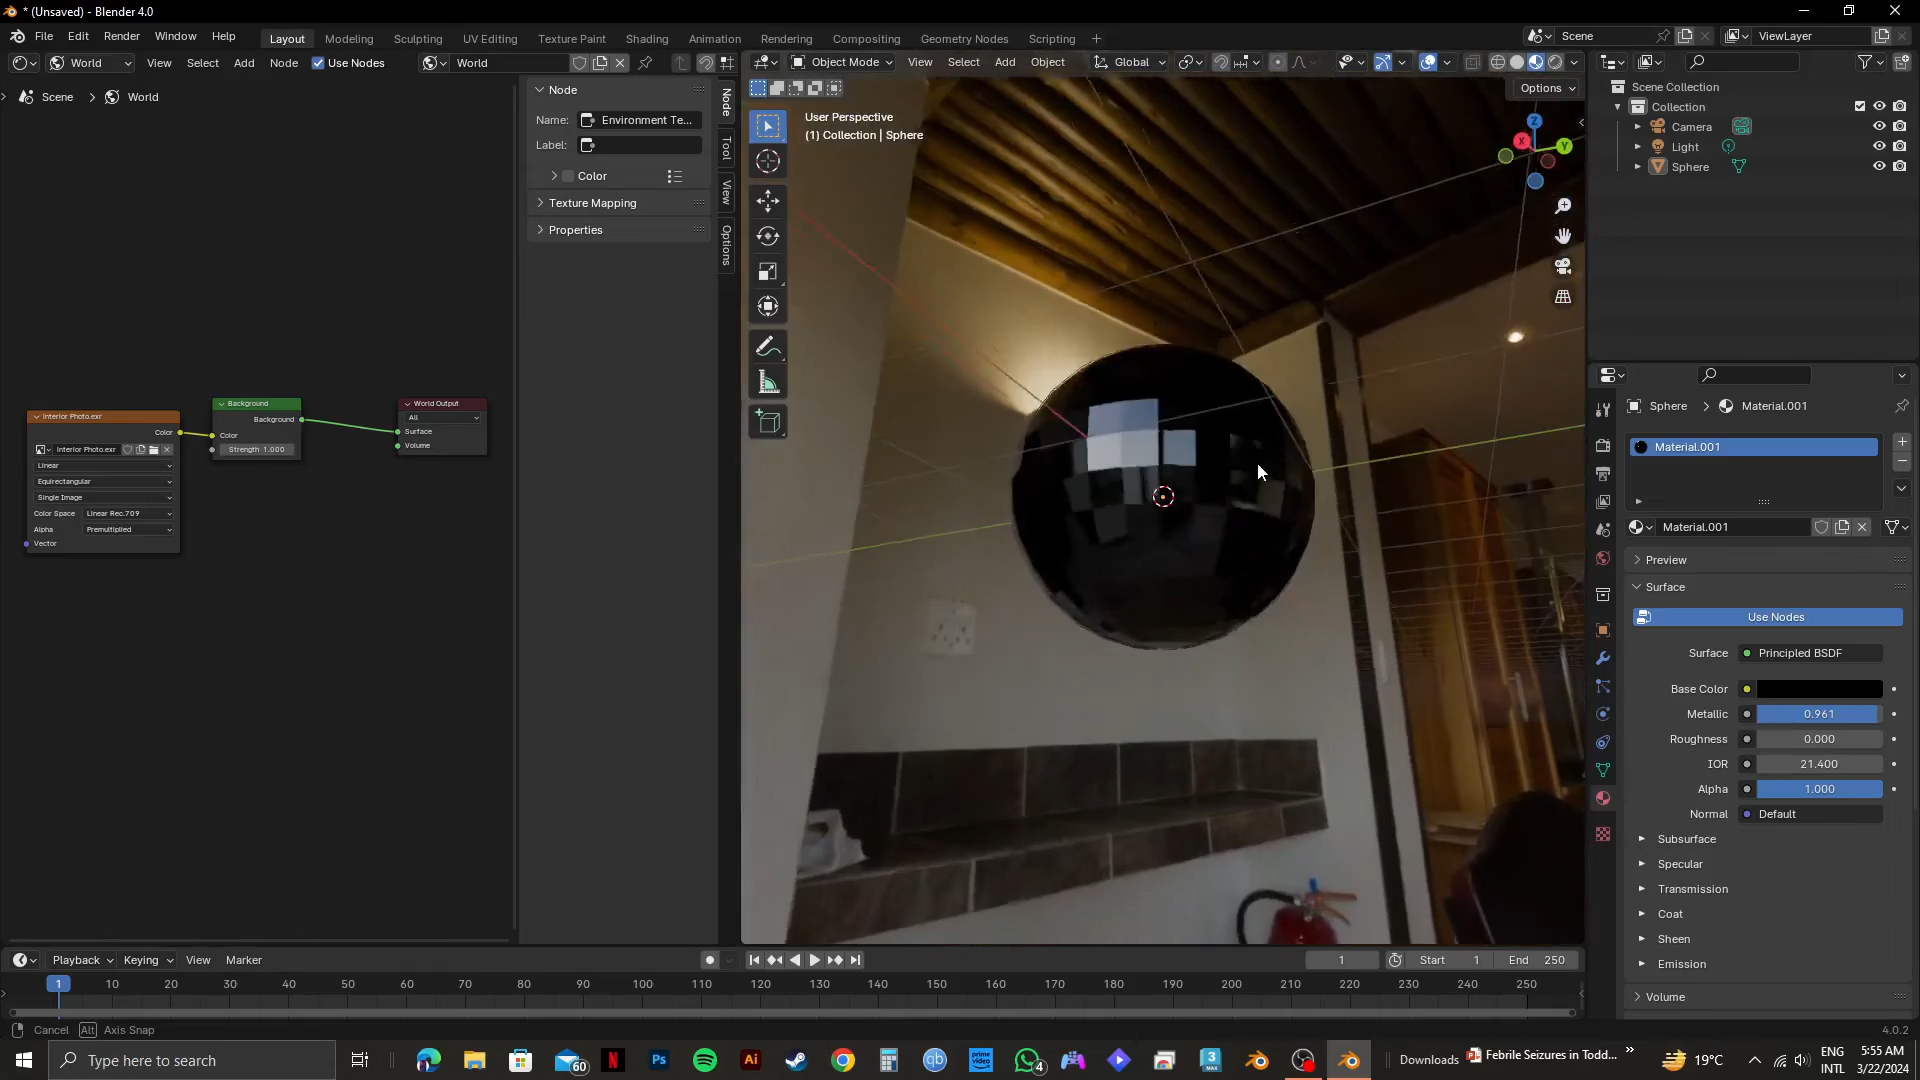 * (Unsaved) - Blender 4.0
File Edit Render Window Help
Layout Modeling Sculpting UV Editing Texture Paint Shading Animation Rendering Compositing Geometry Nodes Scripting
Scene
ViewLayer
World View Select Add Node Use Nodes World
Object Mode View Select Add Object Global
Options
Scene World
Node
Name: Environment Te...
Label:
Color
Texture Mapping
Properties
Node
Tool
View
Options
Interior Photo.exr
Color
Interior Photo.exr
Linear
Equirectangular
Single Image
Color Space Linear Rec.709
Alpha Premultiplied
Vector
Background
Background
Color
Strength 1.000
World Output
All
Surface
Volume
User Perspective
(1) Collection | Sphere
Z
X
Y
Scene Collection
Collection
Camera
Light
Sphere
Sphere Material.001
Material.001
Material.001
Preview
Surface
Use Nodes
Surface Principled BSDF
Base Color
Metallic 0.961
Roughness 0.000
IOR 21.400
Alpha 1.000
Normal Default
Subsurface
Specular
Transmission
Coat
Sheen
Emission
Volume
Playback Keying View Marker
1 Start 1 End 250
1 10 20 30 40 50 60 70 80 90 100 110 120 130 140 150 160 170 180 190 200 210 220 230 240 250
Cancel Alt Axis Snap
4.0.2
Type here to search
60
4
Downloads
Febrile Seizures in Todd...
19°C
ENG
INTL
5:55 AM
3/22/2024